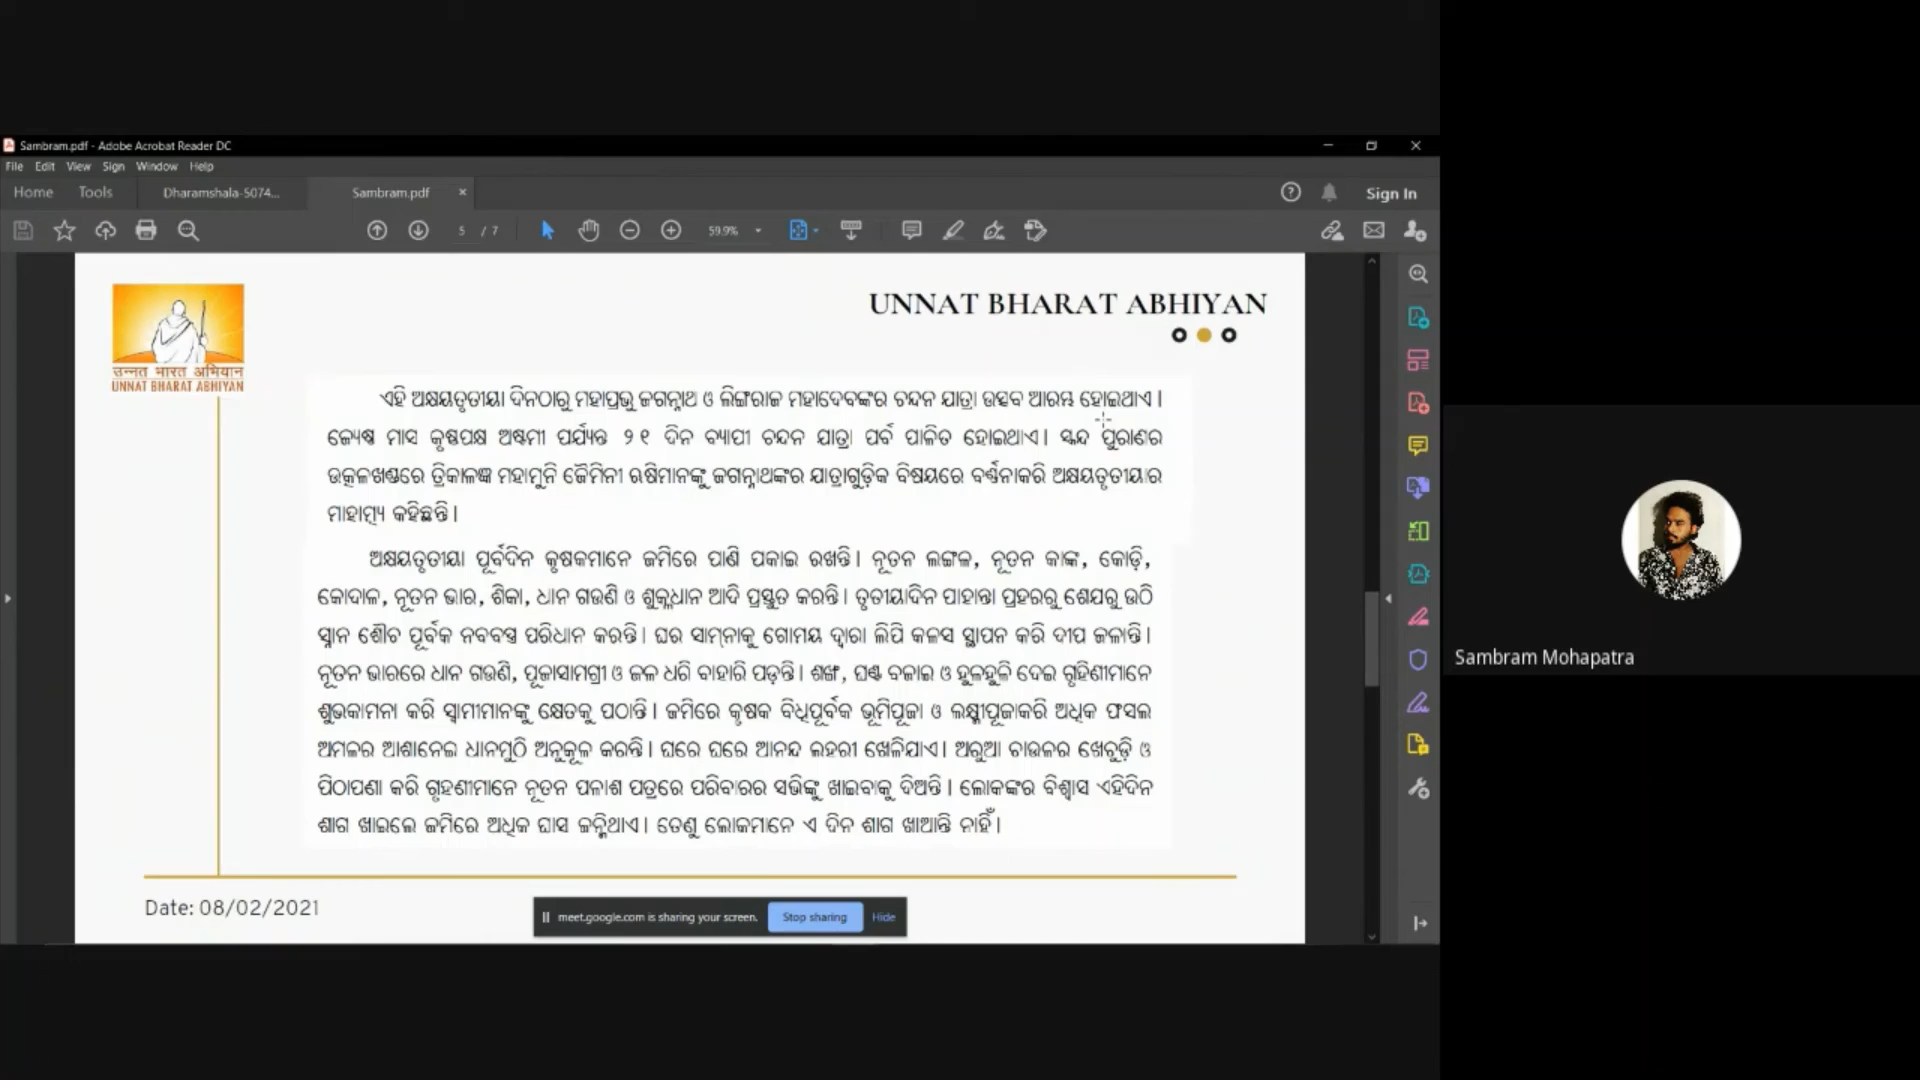 Sambram.pdf - Adobe Acrobat Reader DC
File Edit View Sign Window Help
Home Tools Dharamshala-5074... Sambram.pdf × Sign In
5 / 7 59.9%
UNNAT BHARAT ABHIYAN
उन्नत भारत अभियान
UNNAT BHARAT ABHIYAN
ଏହି ଅକ୍ଷୟତୃତୀୟା ଦିନଠାରୁ ମହାପ୍ରଭୁ ଜଗନ୍ନାଥ ଓ ଲିଙ୍ଗରାଜ ମହାଦେବଙ୍କର ଚନ୍ଦନ ଯାତ୍ରା ଉତ୍ସବ ଆରମ୍ଭ ହୋଇଥାଏ ।
ଜ୍ୟେଷ୍ଠ ମାସ କୃଷ୍ଣପକ୍ଷ ଅଷ୍ଟମୀ ପର୍ଯ୍ୟନ୍ତ ୨୧ ଦିନ ବ୍ୟାପୀ ଚନ୍ଦନ ଯାତ୍ରା ପର୍ବ ପାଳିତ ହୋଇଥାଏ । ସ୍କନ୍ଦ ପୁରାଣର
ଉତ୍କଳଖଣ୍ଡରେ ତ୍ରିକାଳଜ୍ଞ ମହାମୁନି ଜୈମିନୀ ଋଷିମାନଙ୍କୁ ଜଗନ୍ନାଥଙ୍କର ଯାତ୍ରାଗୁଡ଼ିକ ବିଷୟରେ ବର୍ଣ୍ଣନାକରି ଅକ୍ଷୟତୃତୀୟାର
ମାହାତ୍ମ୍ୟ କହିଛନ୍ତି ।
ଅକ୍ଷୟତୃତୀୟା ପୂର୍ବଦିନ କୃଷକମାନେ ଜମିରେ ପାଣି ପକାଇ ରଖନ୍ତି । ନୂତନ ଲଙ୍ଗଳ, ନୂତନ କାଙ୍କ, କୋଡ଼ି,
କୋଦାଳ, ନୂତନ ଭାର, ଶିକା, ଧାନ ଗଉଣି ଓ ଶୁକ୍ଳଧାନ ଆଦି ପ୍ରସ୍ତୁତ କରନ୍ତି । ତୃତୀୟାଦିନ ପାହାନ୍ତା ପ୍ରହରରୁ ଶେଯରୁ ଉଠି
ସ୍ନାନ ଶୌଚ ପୂର୍ବକ ନବବସ୍ତ୍ର ପରିଧାନ କରନ୍ତି । ଘର ସାମ୍ନାକୁ ଗୋମୟ ଦ୍ୱାରା ଲିପି କଳସ ସ୍ଥାପନ କରି ଦୀପ ଜଳାନ୍ତି ।
ନୂତନ ଭାରରେ ଧାନ ଗଉଣି, ପୂଜାସାମଗ୍ରୀ ଓ ଜଳ ଧରି ବାହାରି ପଡ଼ନ୍ତି । ଶଙ୍ଖ, ଘଣ୍ଟ ବଜାଇ ଓ ହୁଳହୁଳି ଦେଇ ଗୃହିଣୀମାନେ
ଶୁଭକାମନା କରି ସ୍ୱାମୀମାନଙ୍କୁ କ୍ଷେତକୁ ପଠାନ୍ତି । ଜମିରେ କୃଷକ ବିଧିପୂର୍ବକ ଭୂମିପୂଜା ଓ ଲକ୍ଷ୍ମୀପୂଜାକରି ଅଧିକ ଫସଲ
ଅମଳର ଆଶାନେଇ ଧାନମୁଠି ଅନୁକୂଳ କରନ୍ତି । ଘରେ ଘରେ ଆନନ୍ଦ ଲହରୀ ଖେଳିଯାଏ । ଅରୁଆ ଚାଉଳର ଖେଚୁଡ଼ି ଓ
ପିଠାପଣା କରି ଗୃହଣୀମାନେ ନୂତନ ପଳାଶ ପତ୍ରରେ ପରିବାରର ସଭିଙ୍କୁ ଖାଇବାକୁ ଦିଅନ୍ତି । ଲୋକଙ୍କର ବିଶ୍ୱାସ ଏହିଦିନ
ଶାଗ ଖାଇଲେ ଜମିରେ ଅଧିକ ଘାସ ଜନ୍ମିଥାଏ । ତେଣୁ ଲୋକମାନେ ଏ ଦିନ ଶାଗ ଖାଆନ୍ତି ନାହିଁ ।
Date: 08/02/2021
meet.google.com is sharing your screen. Stop sharing Hide
Sambram Mohapatra